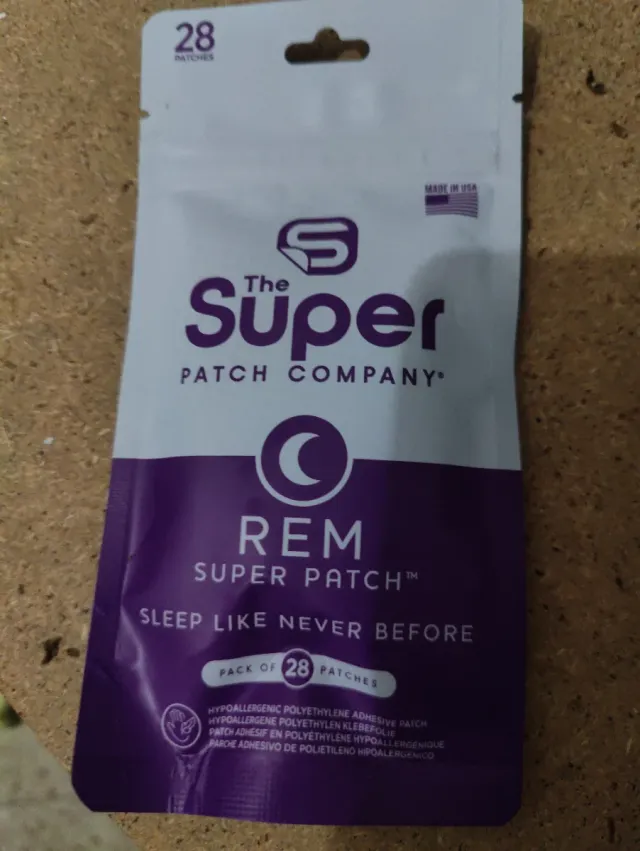 28
PATCHES
MADE IN USA
The
Super
PATCH COMPANY®
REM
SUPER PATCH™
SLEEP LIKE NEVER BEFORE
PACK OF 28 PATCHES
HYPOALLERGENIC POLYETHYLENE ADHESIVE PATCH
HYPOALLERGENE POLYETHYLEN KLEBEFOLIE
PATCH ADHESIF EN POLYÉTHYLÈNE HYPOALLERGÉNIQUE
PARCHE ADHESIVO DE POLIETILENO HIPOALERGÉNICO